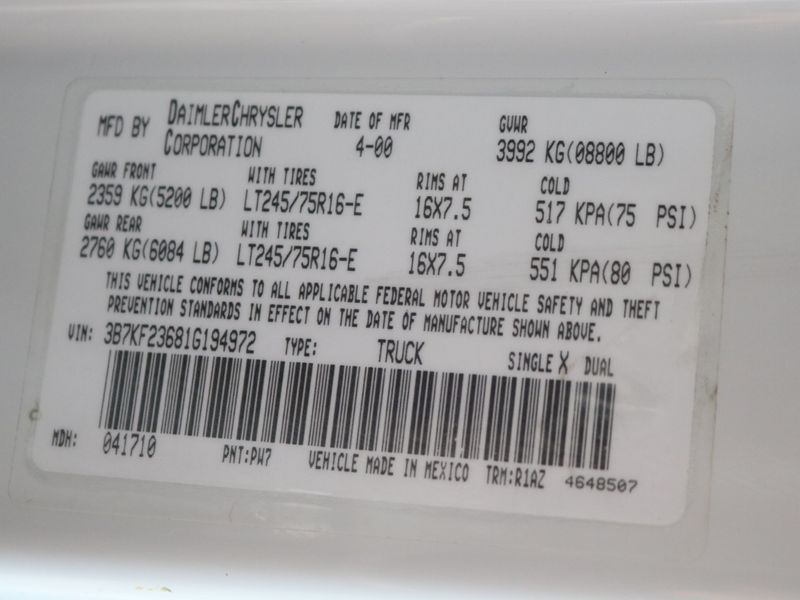 MFD BY DAIMLERCHRYSLER CORPORATION DATE OF MFR 4-00 GVWR 3992 KG(08800 LB)
GAWR FRONT WITH TIRES RIMS AT COLD
2359 KG(5200 LB) LT245/75R16-E 16X7.5 517 KPA(75 PSI)
GAWR REAR WITH TIRES RIMS AT COLD
2760 KG(6084 LB) LT245/75R16-E 16X7.5 551 KPA(80 PSI)
THIS VEHICLE CONFORMS TO ALL APPLICABLE FEDERAL MOTOR VEHICLE SAFETY AND THEFT
PREVENTION STANDARDS IN EFFECT ON THE DATE OF MANUFACTURE SHOWN ABOVE.
VIN: 3B7KF23681G194972 TYPE: TRUCK SINGLE X DUAL
MDH: 041710 PNT:PW7 VEHICLE MADE IN MEXICO TRM:R1AZ 4648507